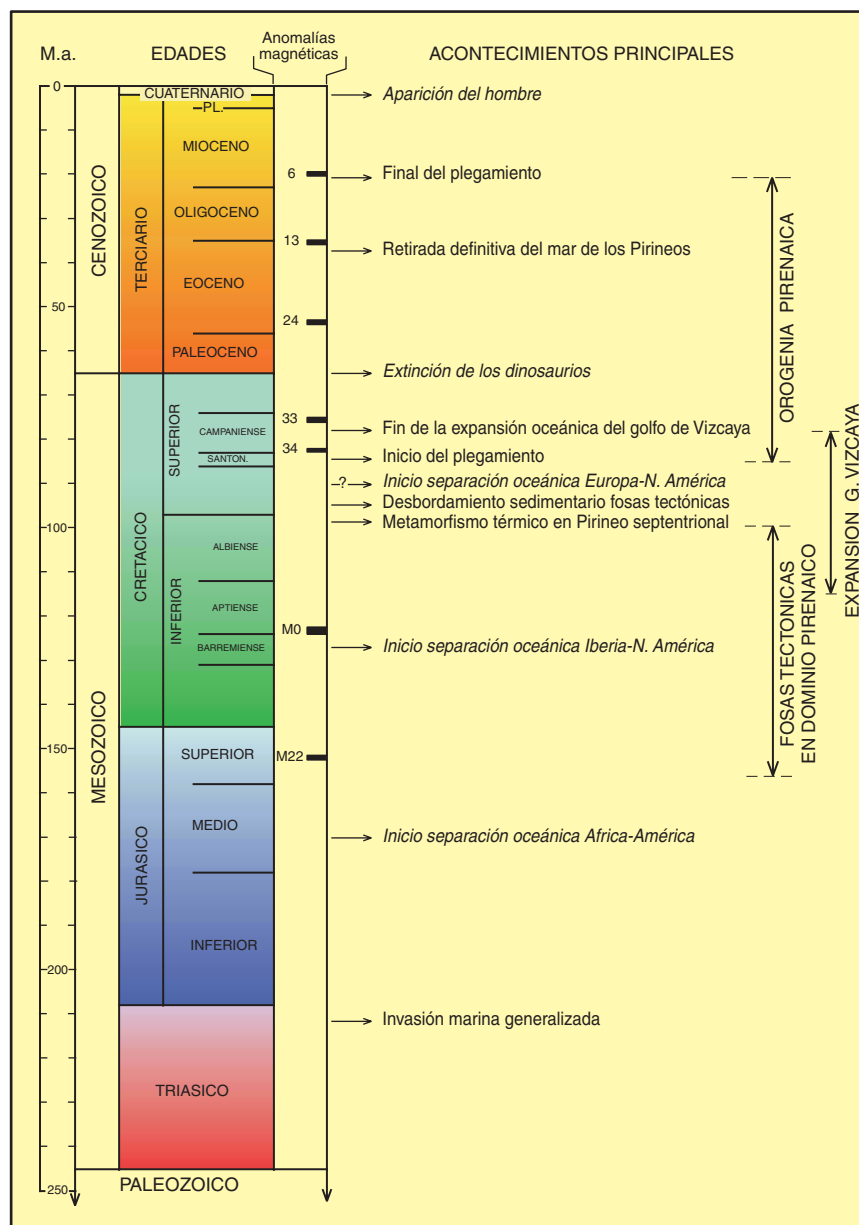 M.a.
EDADES
Anomalías
magnéticas
ACONTECIMIENTOS PRINCIPALES
0
CUATERNARIO
Aparición del hombre
PL.
MIOCENO
6
Final del plegamiento
OLIGOCENO
13
Retirada definitiva del mar de los Pirineos
CENOZOICO
TERCIARIO
EOCENO
50
24
PALEOCENO
Extinción de los dinosaurios
OROGENIA PIRENAICA
33
CAMPANIENSE
Fin de la expansión oceánica del golfo de Vizcaya
SUPERIOR
34
SANTON.
Inicio del plegamiento
-?-
Inicio separación oceánica Europa-N. América
Desbordamiento sedimentario fosas tectónicas
100
Metamorfismo térmico en Pirineo septentrional
EXPANSION G. VIZCAYA
ALBIENSE
CRETACICO
INFERIOR
APTIENSE
M0
BARREMIENSE
Inicio separación oceánica Iberia-N. América
FOSAS TECTONICAS
EN DOMINIO PIRENAICO
MESOZOICO
150
SUPERIOR
M22
MEDIO
Inicio separación oceánica Africa-América
JURASICO
INFERIOR
200
Invasión marina generalizada
TRIASICO
250
PALEOZOICO